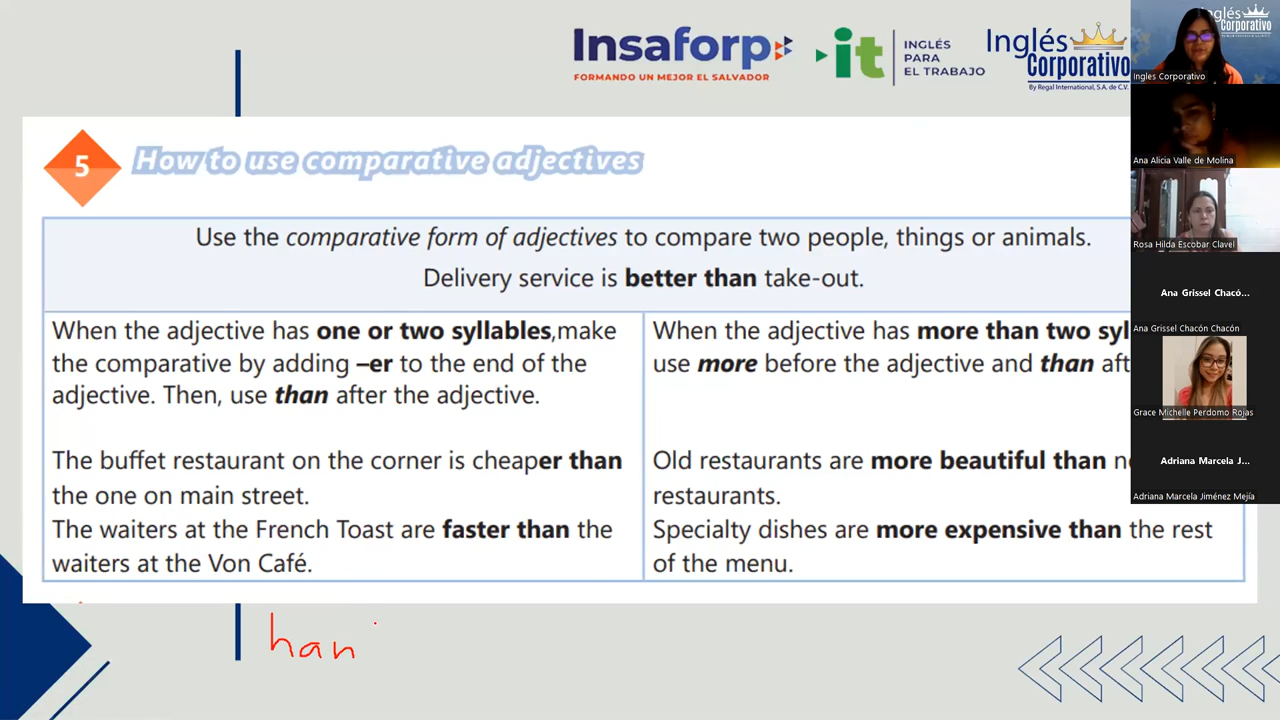 Insaforp
FORMANDO UN MEJOR EL SALVADOR
it
INGLÉS
PARA
EL TRABAJO
Inglés
Corporativo
By Regal International, S.A. de C.V.
5
How to use comparative adjectives
Use the comparative form of adjectives to compare two people, things or animals.
Delivery service is better than take-out.
When the adjective has one or two syllables,make
the comparative by adding –er to the end of the
adjective. Then, use than after the adjective.
The buffet restaurant on the corner is cheaper than
the one on main street.
The waiters at the French Toast are faster than the
waiters at the Von Café.
When the adjective has more than two syl
use more before the adjective and than aft
Old restaurants are more beautiful than
restaurants.
Specialty dishes are more expensive than the rest
of the menu.
han
Inglés
Corporativo
Ingles Corporativo
Ana Alicia Valle de Molina
Rosa Hilda Escobar Clavel
Ana Grissel Chacó...
Ana Grissel Chacón Chacón
Grace Michelle Perdomo Rojas
Adriana Marcela J...
Adriana Marcela Jiménez Mejía